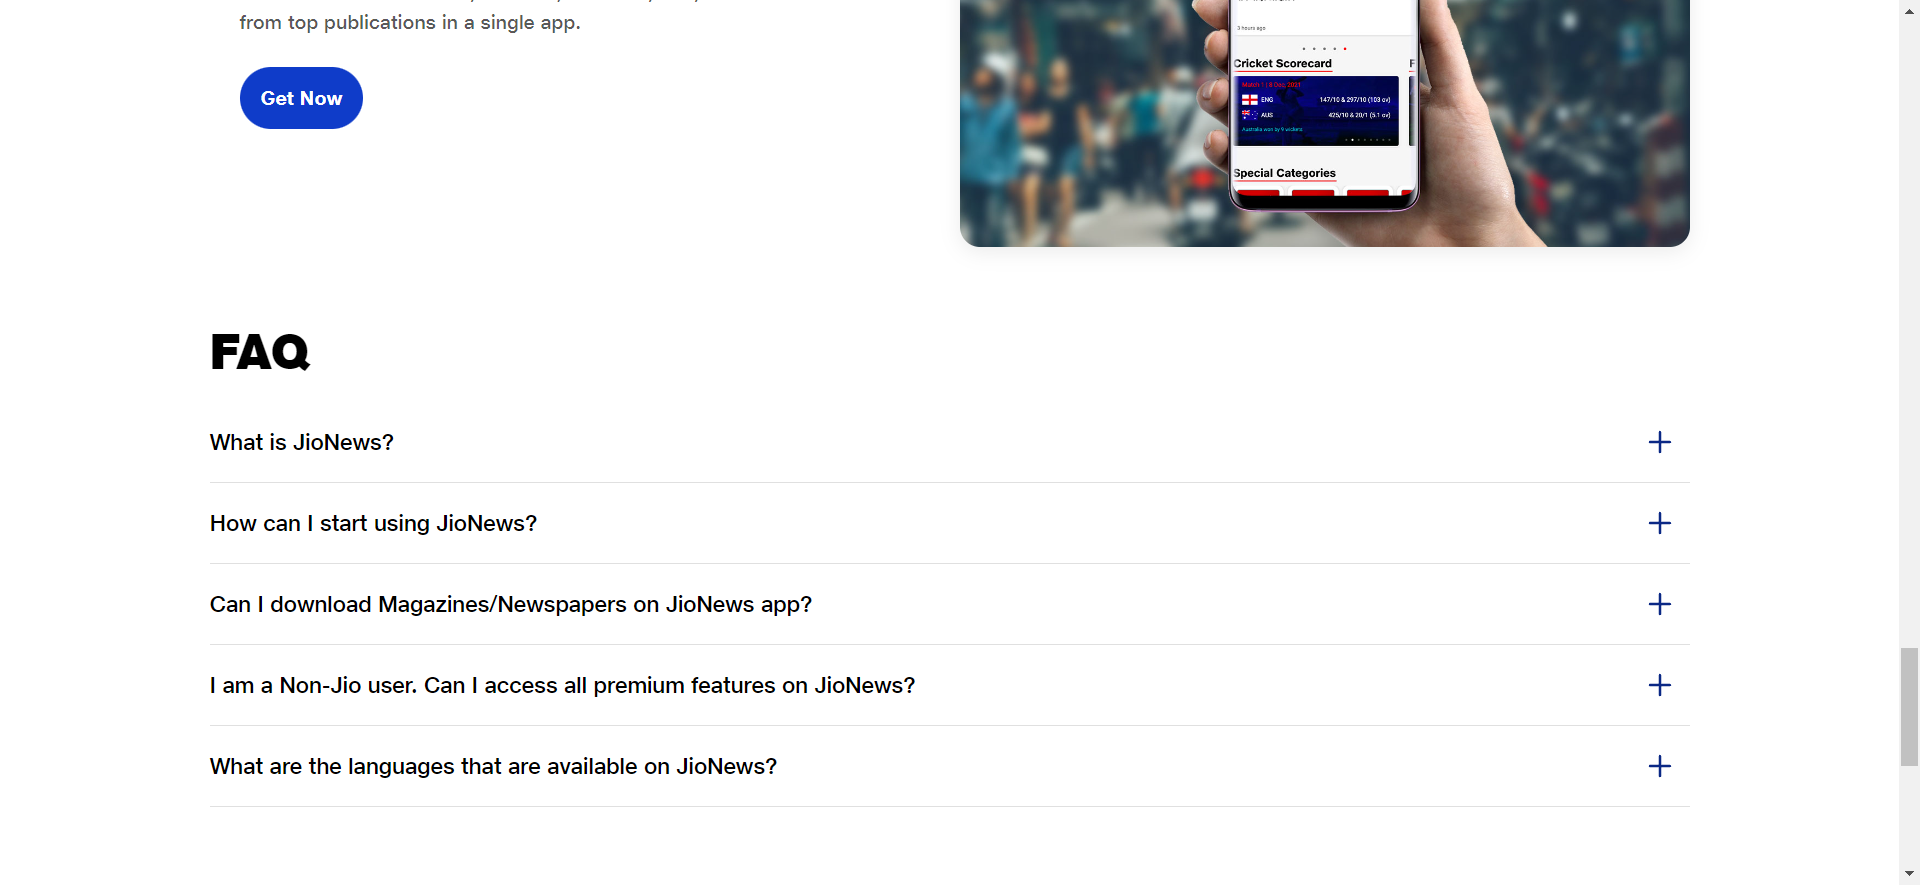 from top publications in a single app.
Get Now
3 hours ago
Cricket Scorecard
F
ENG 147/10 & 297/10 (103 ov)
AUS 425/10 & 20/1 (5.1 ov)
Australia won by 9 wickets
Special Categories
FAQ
What is JioNews?
How can I start using JioNews?
Can I download Magazines/Newspapers on JioNews app?
I am a Non-Jio user. Can I access all premium features on JioNews?
What are the languages that are available on JioNews?